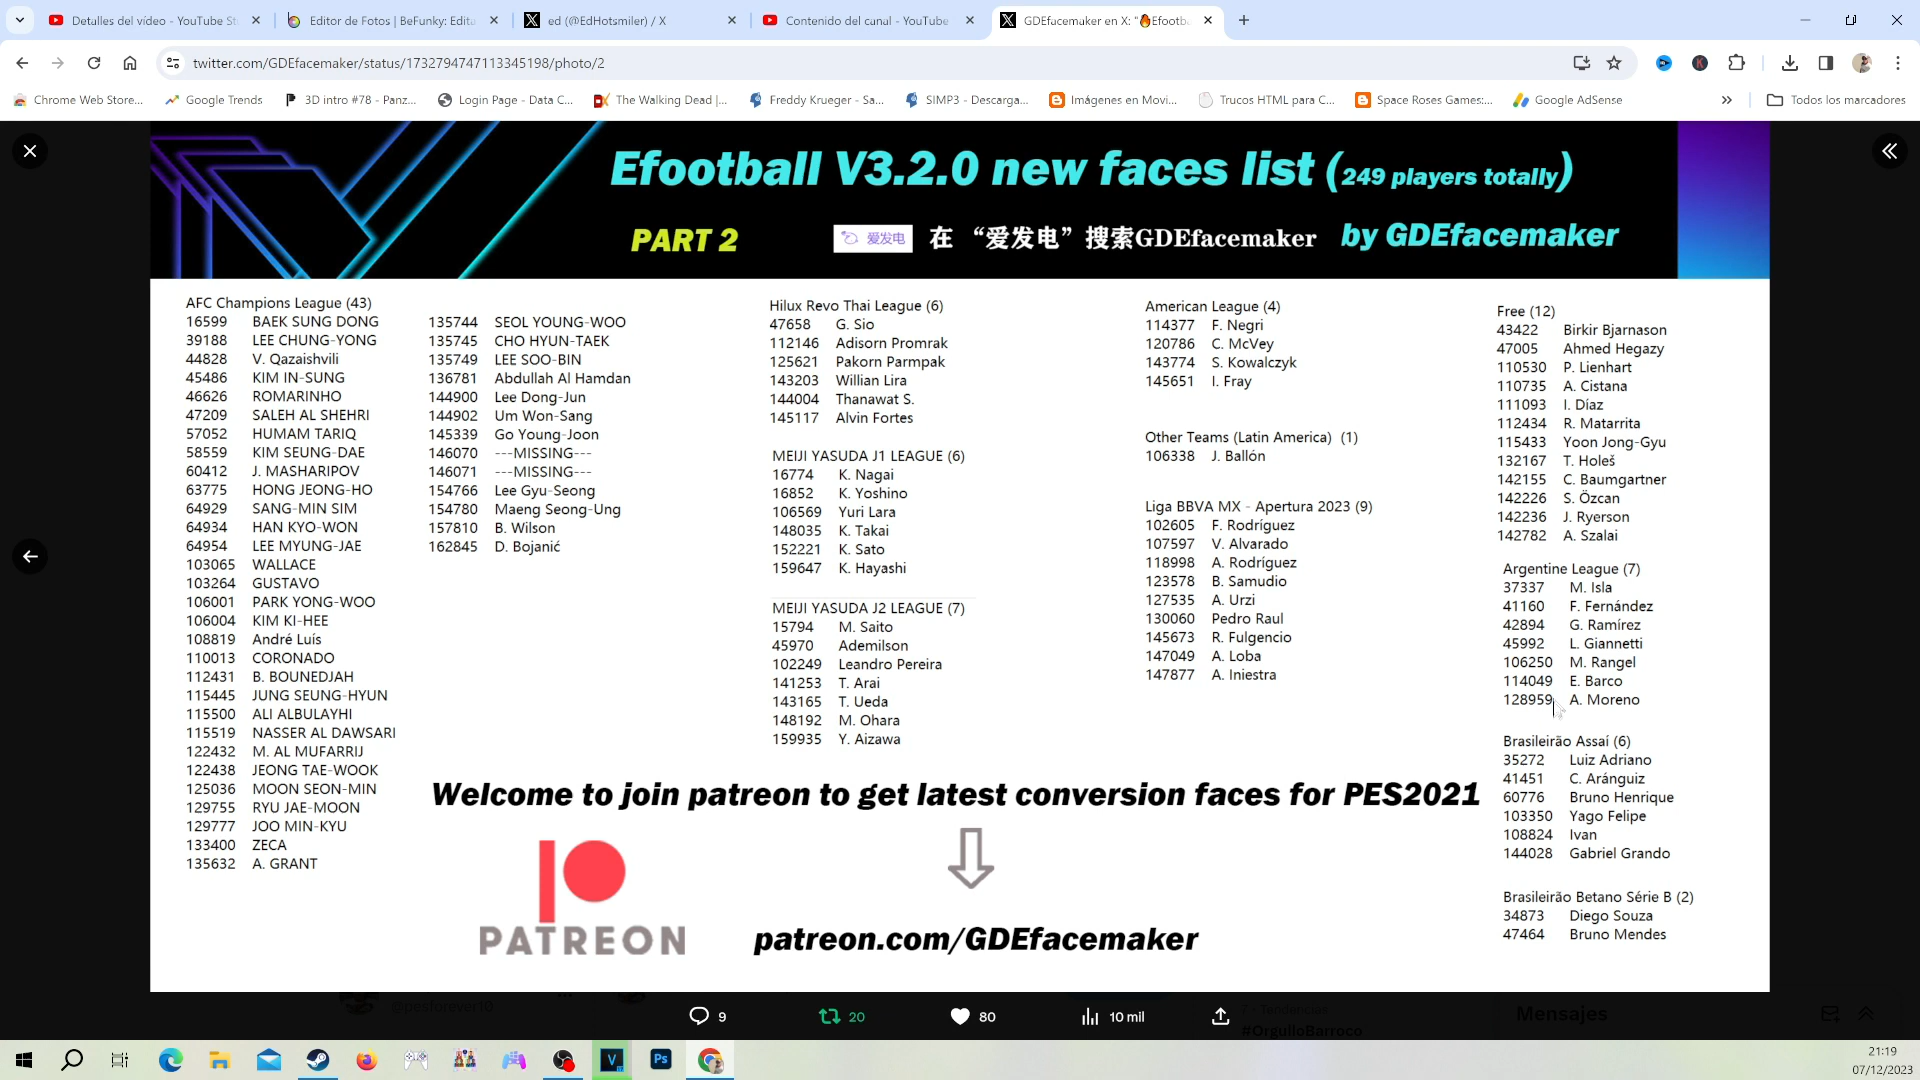 Detalles del vídeo - YouTube St
Editor de Fotos | BeFunky: Edita
ed (@EdHotsmiler) / X
Contenido del canal - YouTube
GDEfacemaker en X: "🔥Efootba
twitter.com/GDEfacemaker/status/1732794747113345198/photo/2
Chrome Web Store...
Google Trends
3D intro #78 - Panz...
Login Page - Data C...
The Walking Dead |...
Freddy Krueger - Sa...
SIMP3 - Descarga...
Imágenes en Movi...
Trucos HTML para C...
Space Roses Games:...
Google AdSense
Todos los marcadores
Efootball V3.2.0 new faces list (249 players totally)
PART 2
爱发电
在 “爱发电” 搜索GDEfacemaker
by GDEfacemaker
AFC Champions League (43)
16599 BAEK SUNG DONG
39188 LEE CHUNG-YONG
44828 V. Qazaishvili
45486 KIM IN-SUNG
46626 ROMARINHO
47209 SALEH AL SHEHRI
57052 HUMAM TARIQ
58559 KIM SEUNG-DAE
60412 J. MASHARIPOV
63775 HONG JEONG-HO
64929 SANG-MIN SIM
64934 HAN KYO-WON
64954 LEE MYUNG-JAE
103065 WALLACE
103264 GUSTAVO
106001 PARK YONG-WOO
106004 KIM KI-HEE
108819 André Luís
110013 CORONADO
112431 B. BOUNEDJAH
115445 JUNG SEUNG-HYUN
115500 ALI ALBULAYHI
115519 NASSER AL DAWSARI
122432 M. AL MUFARRIJ
122438 JEONG TAE-WOOK
125036 MOON SEON-MIN
129755 RYU JAE-MOON
129777 JOO MIN-KYU
133400 ZECA
135632 A. GRANT
135744 SEOL YOUNG-WOO
135745 CHO HYUN-TAEK
135749 LEE SOO-BIN
136781 Abdullah Al Hamdan
144900 Lee Dong-Jun
144902 Um Won-Sang
145339 Go Young-Joon
146070 ---MISSING---
146071 ---MISSING---
154766 Lee Gyu-Seong
154780 Maeng Seong-Ung
157810 B. Wilson
162845 D. Bojanić
Hilux Revo Thai League (6)
47658 G. Sio
112146 Adisorn Promrak
125621 Pakorn Parmpak
143203 Willian Lira
144004 Thanawat S.
145117 Alvin Fortes
MEIJI YASUDA J1 LEAGUE (6)
16774 K. Nagai
16852 K. Yoshino
106569 Yuri Lara
148035 K. Takai
152221 K. Sato
159647 K. Hayashi
MEIJI YASUDA J2 LEAGUE (7)
15794 M. Saito
45970 Ademilson
102249 Leandro Pereira
141253 T. Arai
143165 T. Ueda
148192 M. Ohara
159935 Y. Aizawa
American League (4)
114377 F. Negri
120786 C. McVey
143774 S. Kowalczyk
145651 I. Fray
Other Teams (Latin America) (1)
106338 J. Ballón
Liga BBVA MX - Apertura 2023 (9)
102605 F. Rodríguez
107597 V. Alvarado
118998 A. Rodríguez
123578 B. Samudio
127535 A. Urzi
130060 Pedro Raul
145673 R. Fulgencio
147049 A. Loba
147877 A. Iniestra
Free (12)
43422 Birkir Bjarnason
47005 Ahmed Hegazy
110530 P. Lienhart
110735 A. Cistana
111093 I. Díaz
112434 R. Matarrita
115433 Yoon Jong-Gyu
132167 T. Holeš
142155 C. Baumgartner
142226 S. Özcan
142236 J. Ryerson
142782 A. Szalai
Argentine League (7)
37337 M. Isla
41160 F. Fernández
42894 G. Ramírez
45992 L. Giannetti
106250 M. Rangel
114049 E. Barco
128959 A. Moreno
Brasileirão Assaí (6)
35272 Luiz Adriano
41451 C. Aránguiz
60776 Bruno Henrique
103350 Yago Felipe
108824 Ivan
144028 Gabriel Grando
Brasileirão Betano Série B (2)
34873 Diego Souza
47464 Bruno Mendes
Welcome to join patreon to get latest conversion faces for PES2021
PATREON
patreon.com/GDEfacemaker
@pesforever10
7 · Tendencias
#OrgulloBarroco
Mensajes
9
20
80
10 mil
21:19
07/12/2023